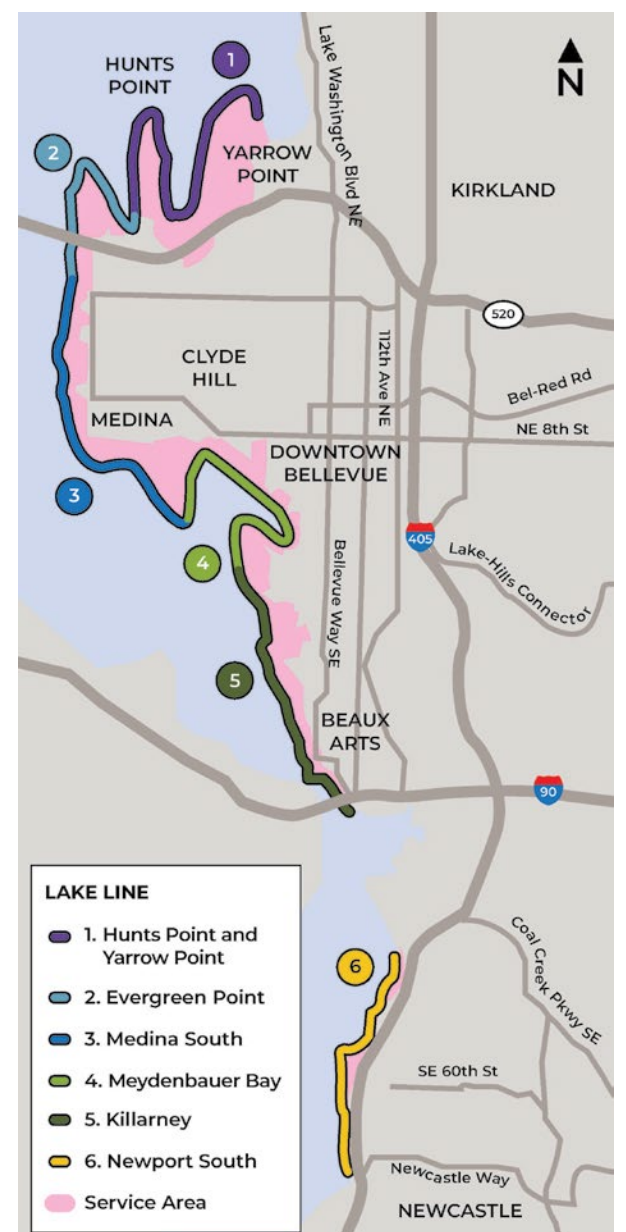 1
HUNTS
POINT
N
Lake Washington Blvd NE
2
YARROW
POINT
KIRKLAND
520
CLYDE
HILL
112th Ave NE
Bel-Red Rd
MEDINA
NE 8th St
DOWNTOWN
BELLEVUE
3
4
405
Lake-Hills Connector
Bellevue Way SE
5
BEAUX
ARTS
90
LAKE LINE
1. Hunts Point and
Yarrow Point
2. Evergreen Point
3. Medina South
4. Meydenbauer Bay
5. Killarney
6. Newport South
Service Area
6
Coal Creek Pkwy SE
SE 60th St
Newcastle Way
NEWCASTLE